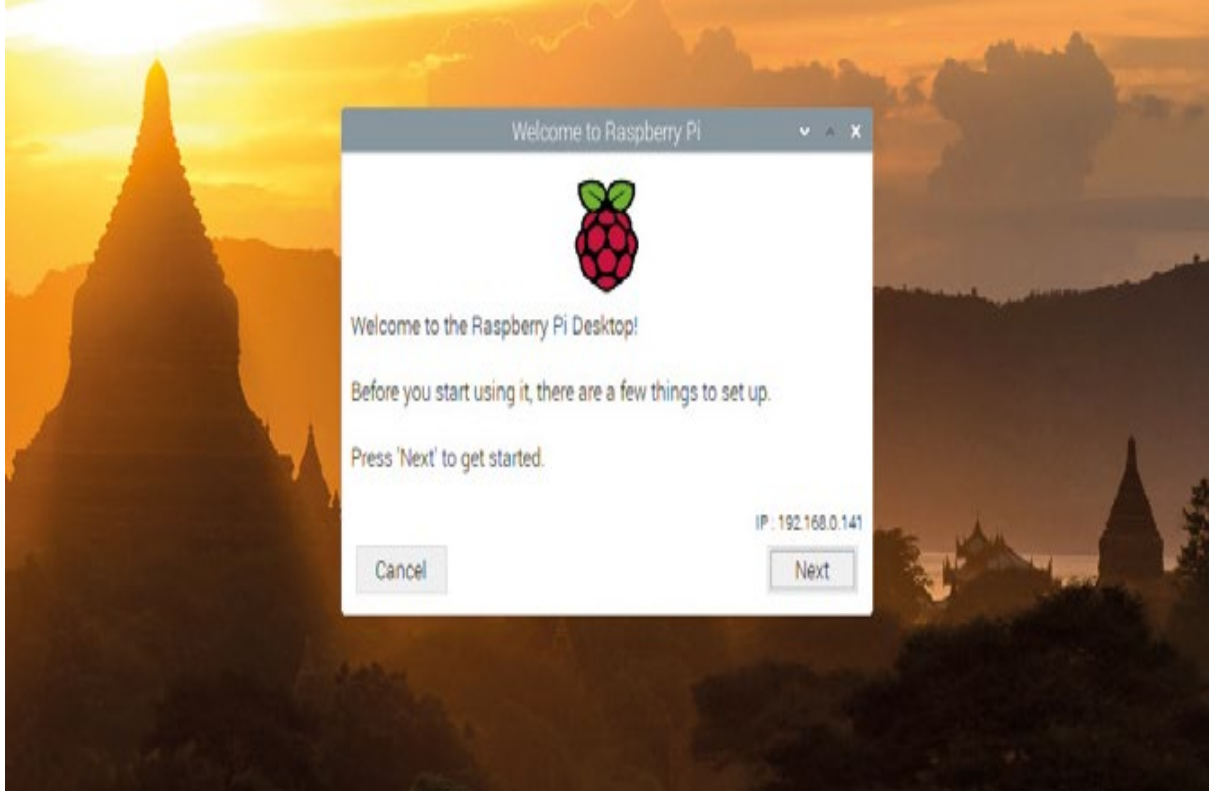 Welcome to Raspberry Pi
Welcome to the Raspberry Pi Desktop!
Before you start using it, there are a few things to set up.
Press 'Next' to get started.
IP : 192.168.0.141
Cancel
Next